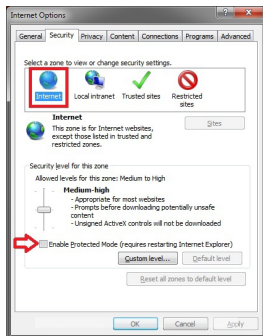 Internet Options
General Security Privacy Content Connections Programs Advanced
Select a zone to view or change security settings.
Internet Local intranet Trusted sites Restricted
sites
Internet
This zone is for Internet websites,
except those listed in trusted and
restricted zones.
Sites
Security level for this zone
Allowed levels for this zone: Medium to High
Medium-high
- Appropriate for most websites
- Prompts before downloading potentially unsafe
content
- Unsigned ActiveX controls will not be downloaded
Enable Protected Mode (requires restarting Internet Explorer)
Custom level... Default level
Reset all zones to default level
OK Cancel Apply